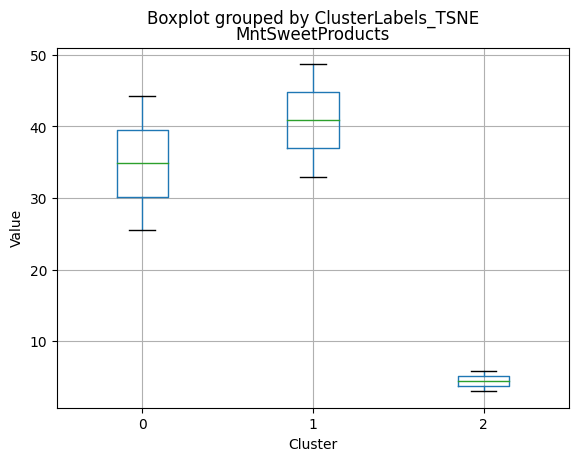 Boxplot grouped by ClusterLabels_TSNE
MntSweetProducts
50
40
30
20
10
Value
0 1 2
Cluster